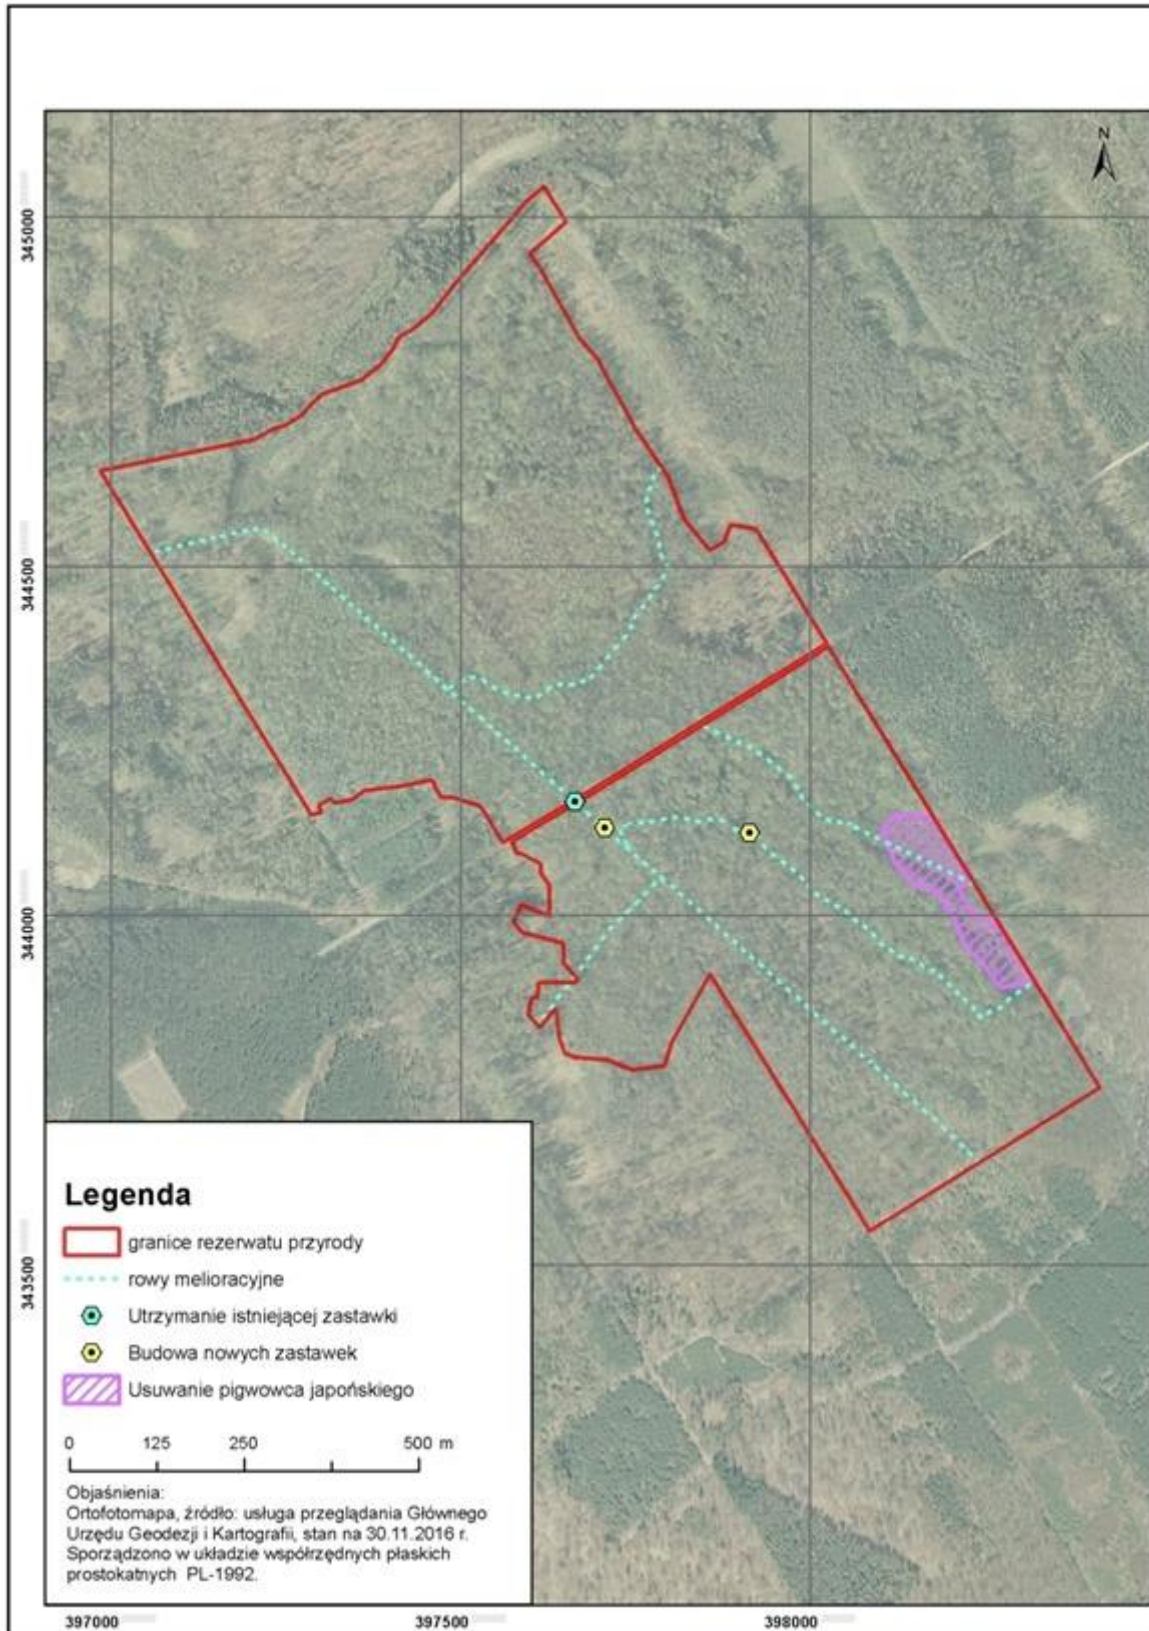 N
345000
344500
344000
343500
Legenda
granice rezerwatu przyrody
rowy melioracyjne
Utrzymanie istniejącej zastawki
Budowa nowych zastawek
Usuwanie pigwowca japońskiego
0 125 250 500 m
Objaśnienia:
Ortofotomapa, źródło: usługa przeglądania Głównego
Urzędu Geodezji i Kartografii, stan na 30.11.2016 r.
Sporządzono w układzie współrzędnych płaskich
prostokatnych PL-1992.
397000 397500 398000